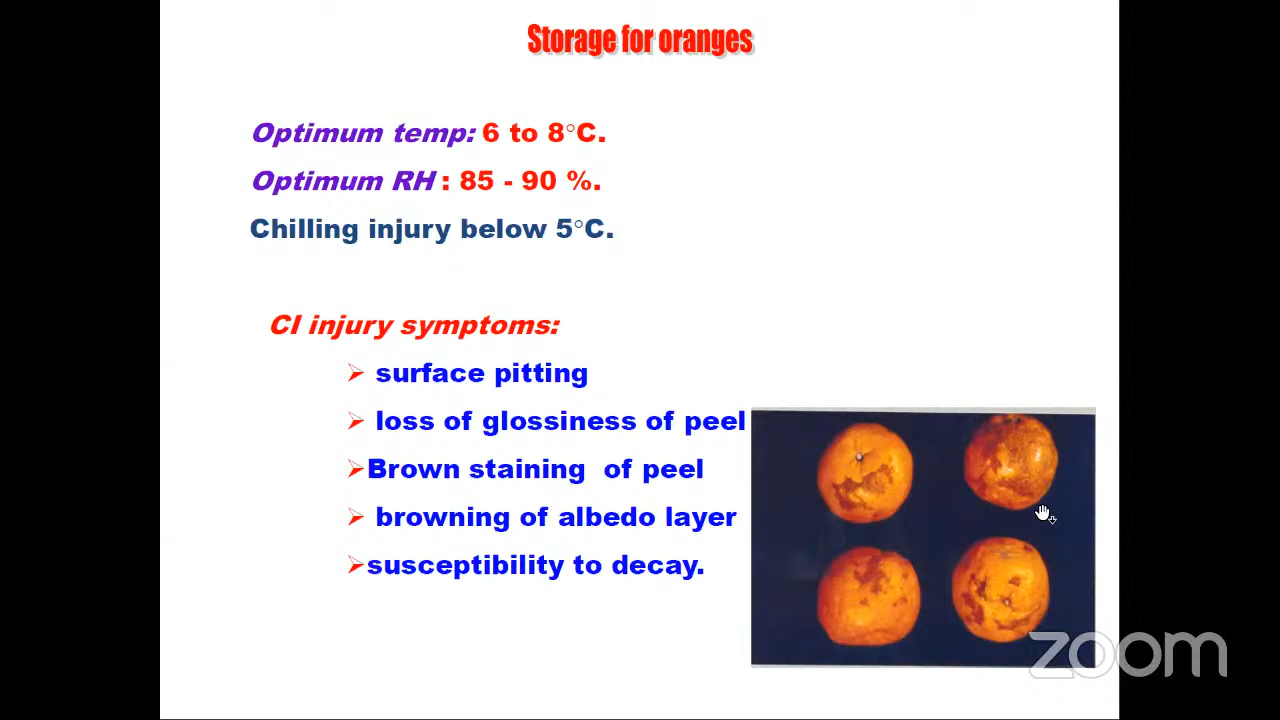 Storage for oranges
Optimum temp: 6 to 8°C.
Optimum RH : 85 - 90 %.
Chilling injury below 5°C.
CI injury symptoms:
➢ surface pitting
➢ loss of glossiness of peel
➢Brown staining  of peel
➢ browning of albedo layer
➢susceptibility to decay.
zoom